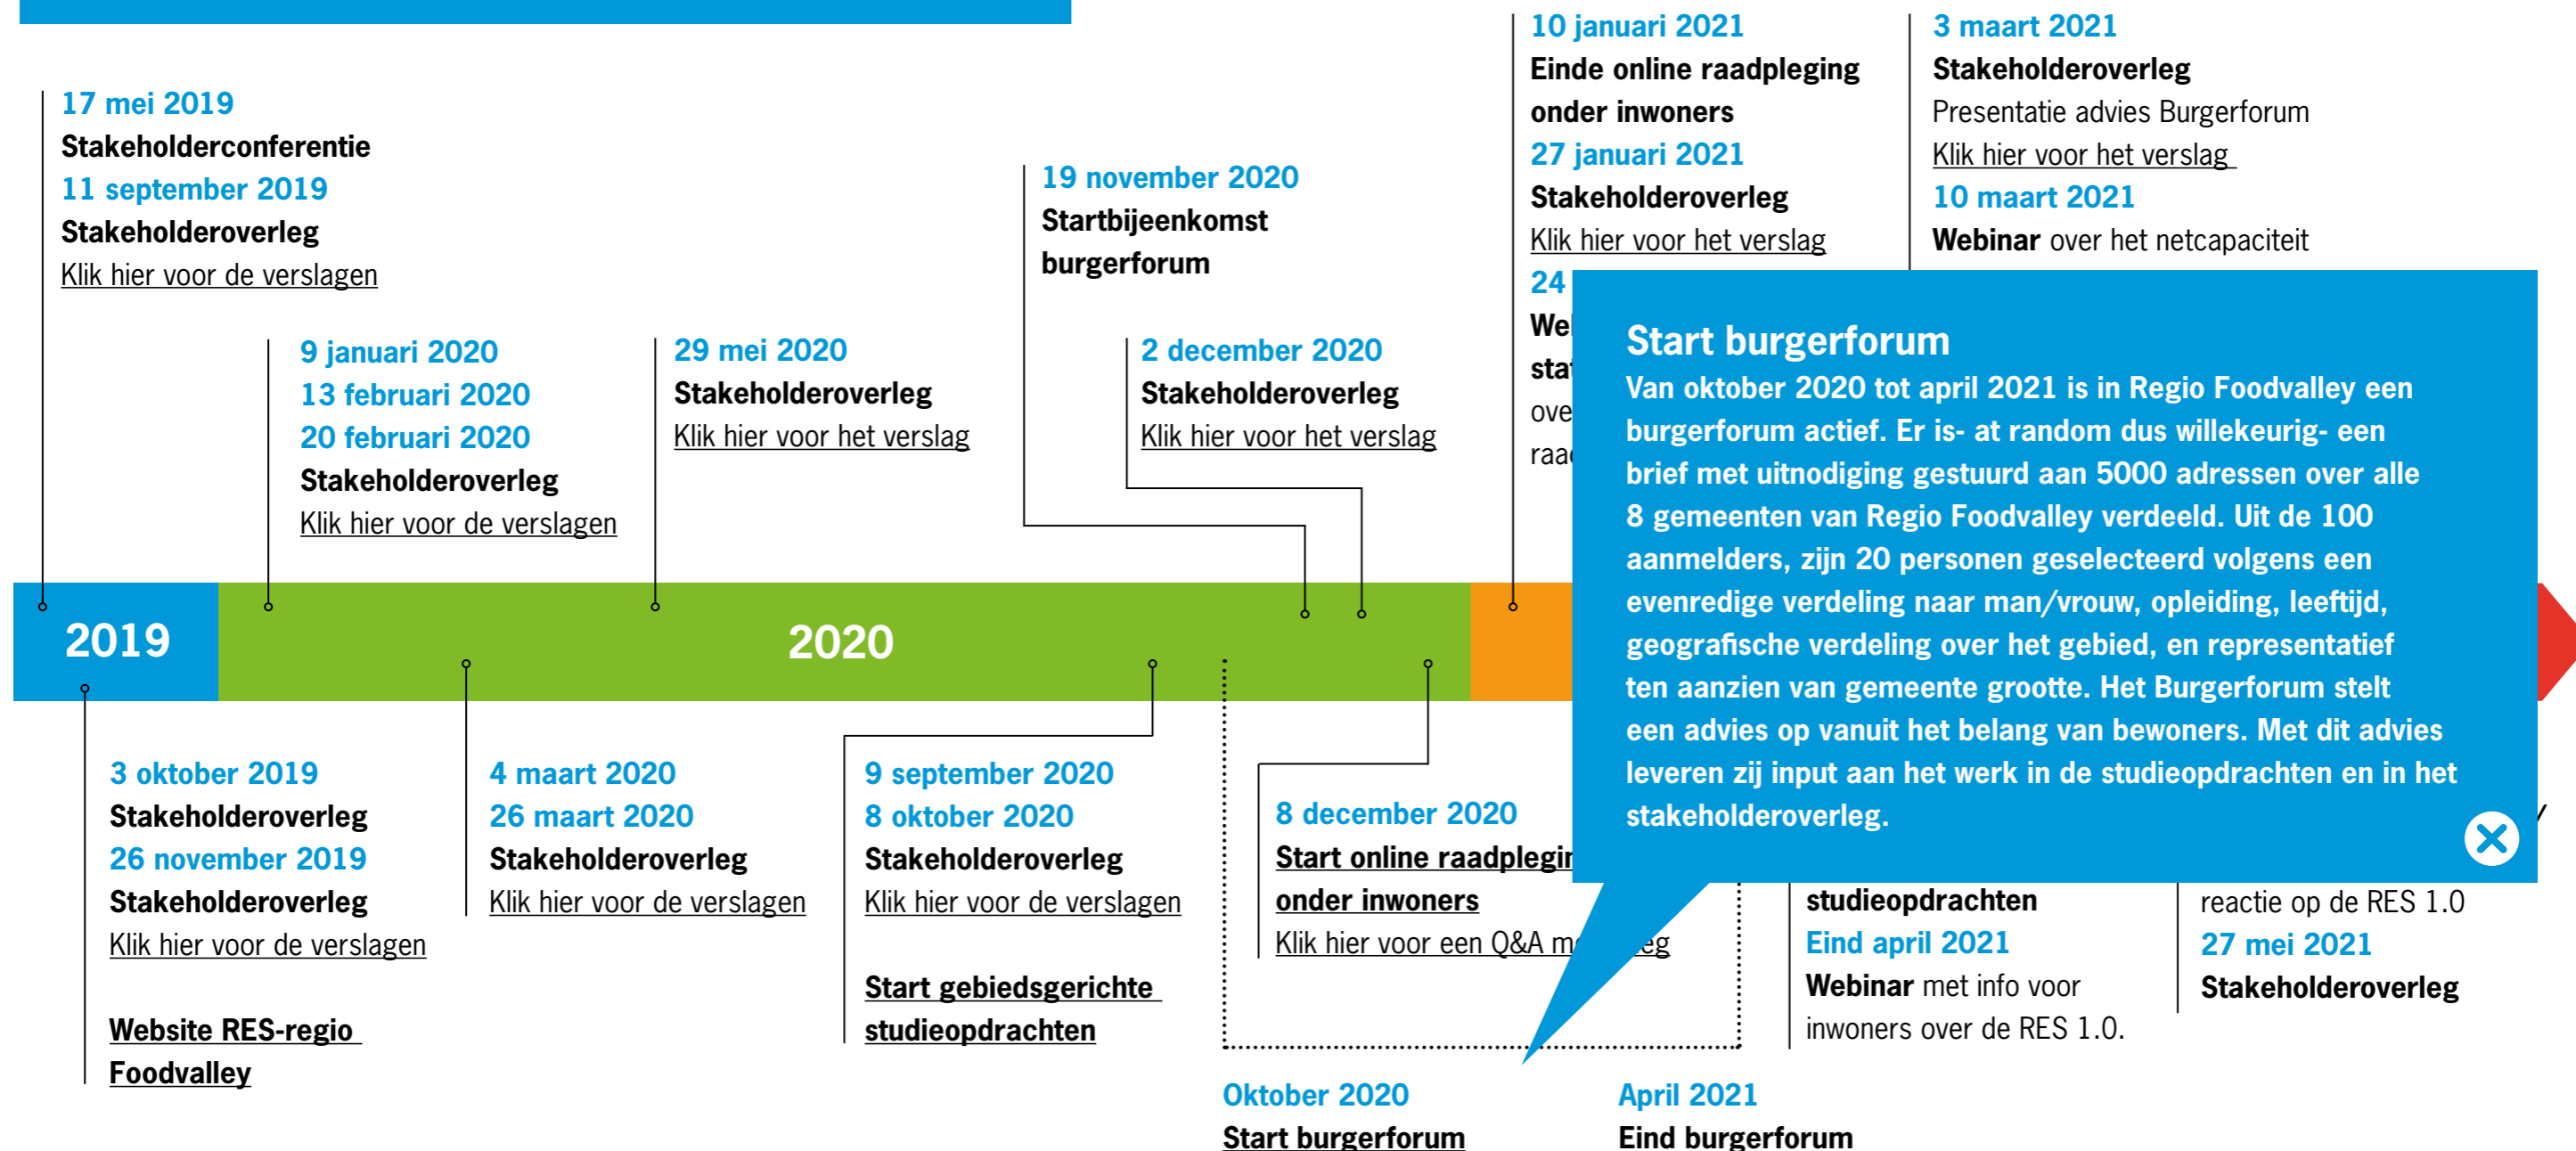 17 mei 2019
Stakeholderconferentie
11 september 2019
Stakeholderoverleg
Klik hier voor de verslagen
9 januari 2020
13 februari 2020
20 februari 2020
Stakeholderoverleg
Klik hier voor de verslagen
29 mei 2020
Stakeholderoverleg
Klik hier voor het verslag
19 november 2020
Startbijeenkomst
burgerforum
2 december 2020
Stakeholderoverleg
Klik hier voor het verslag
10 januari 2021
Einde online raadpleging
onder inwoners
27 januari 2021
Stakeholderoverleg
Klik hier voor het verslag
24
3 maart 2021
Stakeholderoverleg
Presentatie advies Burgerforum
Klik hier voor het verslag
10 maart 2021
Webinar over het netcapaciteit
Start burgerforum
Van oktober 2020 tot april 2021 is in Regio Foodvalley een
burgerforum actief. Er is- at random dus willekeurig- een
brief met uitnodiging gestuurd aan 5000 adressen over alle
8 gemeenten van Regio Foodvalley verdeeld. Uit de 100
aanmelders, zijn 20 personen geselecteerd volgens een
evenredige verdeling naar man/vrouw, opleiding, leeftijd,
geografische verdeling over het gebied, en representatief
ten aanzien van gemeente grootte. Het Burgerforum stelt
een advies op vanuit het belang van bewoners. Met dit advies
leveren zij input aan het werk in de studieopdrachten en in het
stakeholderoverleg.
2019
2020
3 oktober 2019
Stakeholderoverleg
26 november 2019
Stakeholderoverleg
Klik hier voor de verslagen
Website RES-regio
Foodvalley
4 maart 2020
26 maart 2020
Stakeholderoverleg
Klik hier voor de verslagen
9 september 2020
8 oktober 2020
Stakeholderoverleg
Klik hier voor de verslagen
Start gebiedsgerichte
studieopdrachten
8 december 2020
Start online
onder inwoners
Klik hier voor een Q&A
Oktober 2020
Start burgerforum
April 2021
Eind burgerforum
studieopdrachten
Eind april 2021
Webinar met info voor
inwoners over de RES 1.0.
reactie op de RES 1.0
27 mei 2021
Stakeholderoverleg